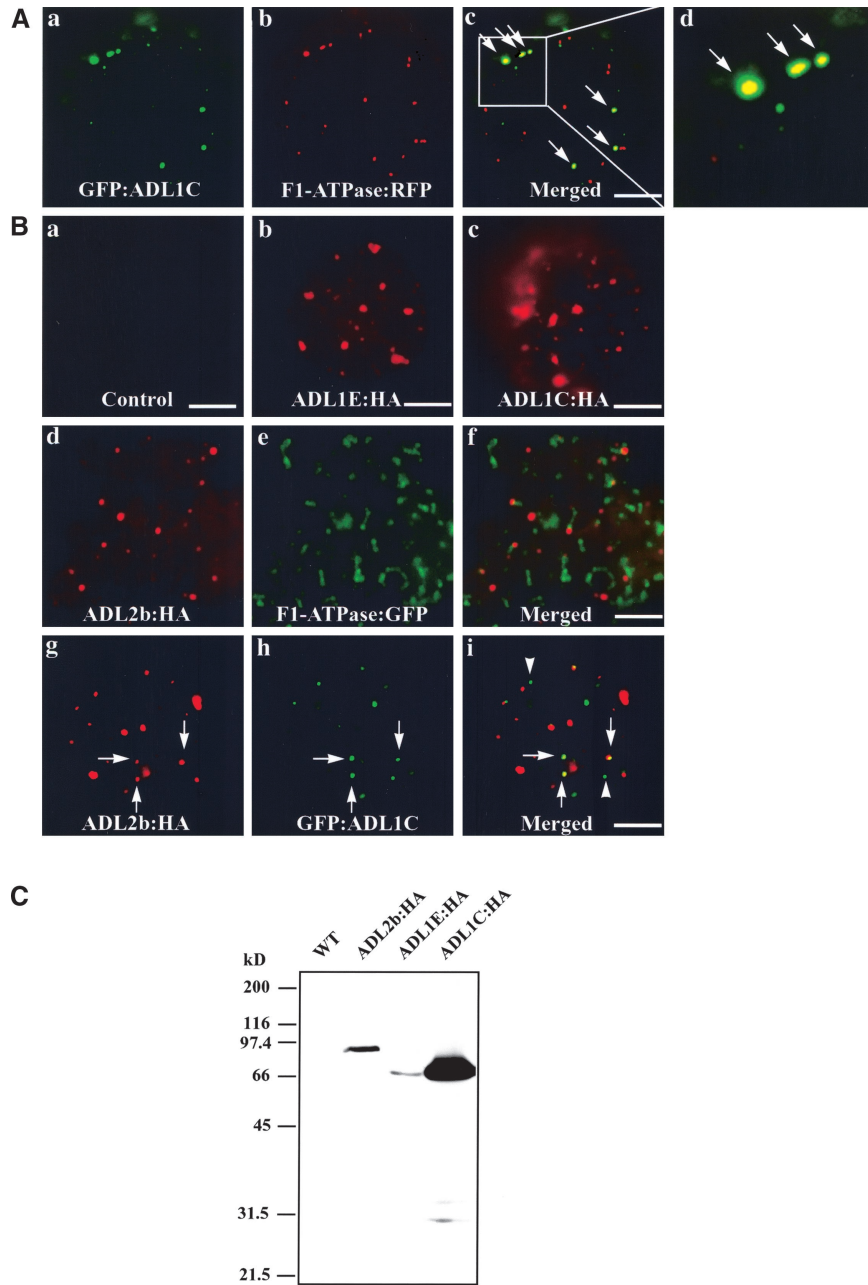 A
a
b
c
d
GFP:ADL1C
F1-ATPase:RFP
Merged
B
a
b
c
Control
ADL1E:HA
ADL1C:HA
d
e
f
ADL2b:HA
F1-ATPase:GFP
Merged
g
h
i
ADL2b:HA
GFP:ADL1C
Merged
C
WT
ADL2b:HA
ADL1E:HA
ADL1C:HA
kD
200
116
97.4
66
45
31.5
21.5